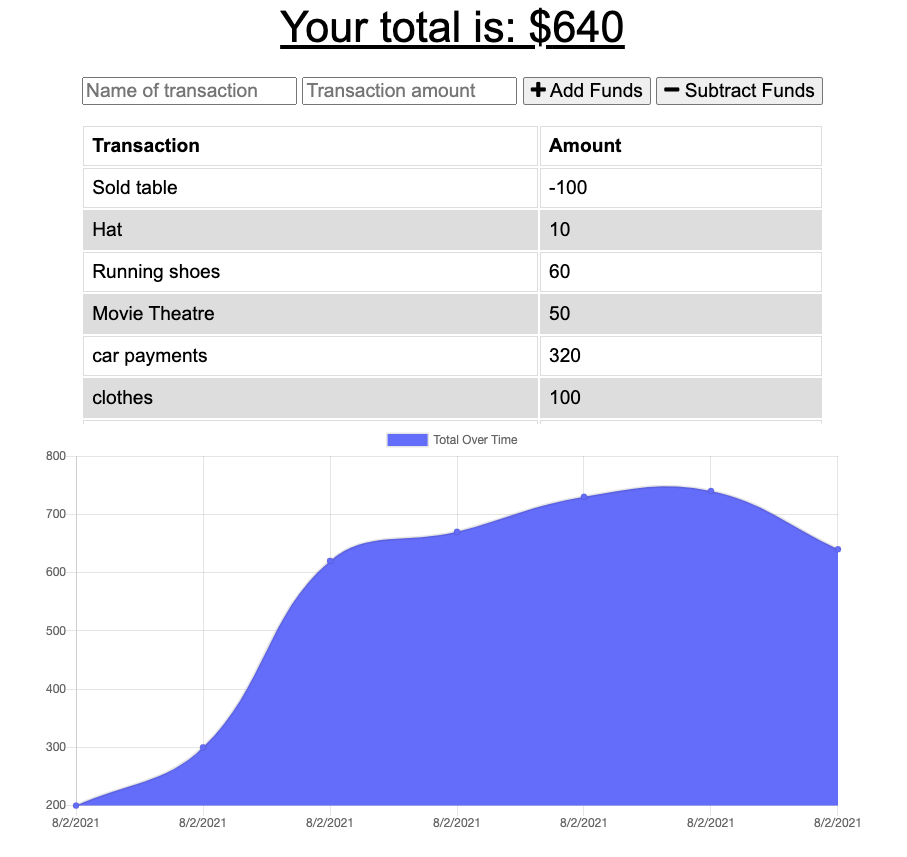 Your total is: $640
Name of transaction Transaction amount + Add Funds − Subtract Funds
Transaction Amount
Sold table -100
Hat 10
Running shoes 60
Movie Theatre 50
car payments 320
clothes 100
Total Over Time
800
700
600
500
400
300
200
8/2/2021 8/2/2021 8/2/2021 8/2/2021 8/2/2021 8/2/2021 8/2/2021